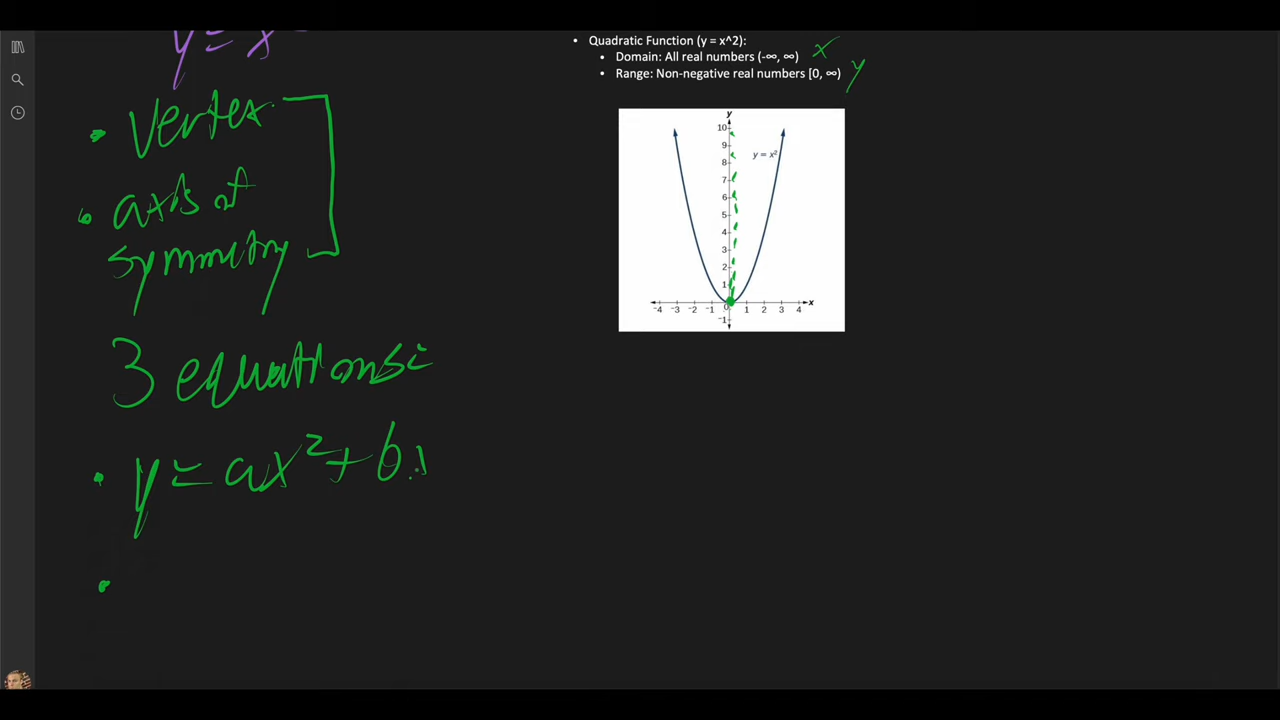 y = x
• Vertex.
• axis of
symmetry
3 equations:
• y = ax² + bx
•
• Quadratic Function (y = x^2):
• Domain: All real numbers (-∞, ∞) x
• Range: Non-negative real numbers [0, ∞) y
y
10
9
8
7
6
5
4
3
2
1
0
−1
y = x²
−4 −3 −2 −1 1 2 3 4 x